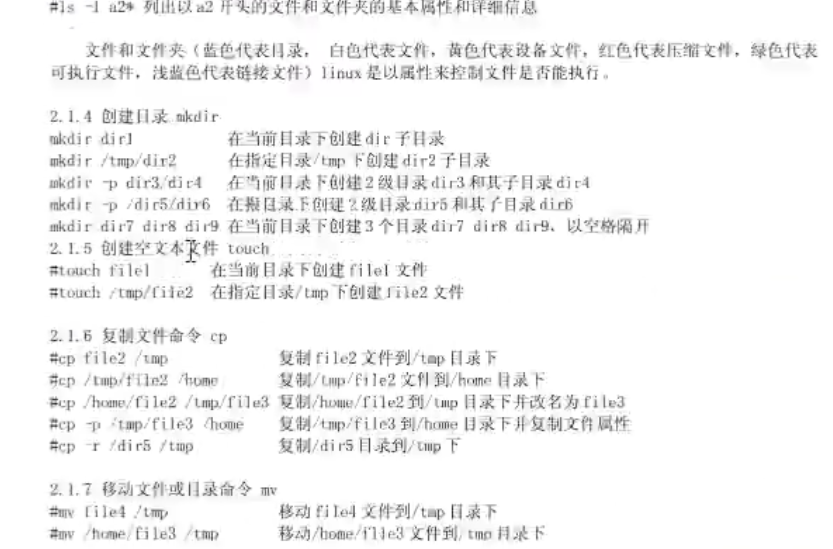 #ls -l a2* 列出以a2开头的文件和文件夹的基本属性和详细信息
文件和文件夹（蓝色代表目录， 白色代表文件，黄色代表设备文件，红色代表压缩文件，绿色代表
可执行文件，浅蓝色代表链接文件）linux是以属性来控制文件是否能执行。
2.1.4 创建目录 mkdir
mkdir dir1 在当前目录下创建dir子目录
mkdir /tmp/dir2 在指定目录/tmp下创建dir2子目录
mkdir -p dir3/dir4 在当前目录下创建2级目录dir3和其子目录dir4
mkdir -p /dir5/dir6 在根目录下创建2级目录dir5和其子目录dir6
mkdir dir7 dir8 dir9 在当前目录下创建3个目录dir7 dir8 dir9、以空格隔开
2.1.5 创建空文本文件 touch
#touch file1 在当前目录下创建file1文件
#touch /tmp/file2 在指定目录/tmp下创建file2文件
2.1.6 复制文件命令 cp
#cp file2 /tmp 复制file2文件到/tmp目录下
#cp /tmp/file2 /home 复制/tmp/file2文件到/home目录下
#cp /home/file2 /tmp/file3 复制/home/file2到/tmp目录下并改名为file3
#cp -p /tmp/file3 /home 复制/tmp/file3到/home目录下并复制文件属性
#cp -r /dir5 /tmp 复制/dir5目录到/tmp下
2.1.7 移动文件或目录命令 mv
#mv file4 /tmp 移动file4文件到/tmp目录下
#mv /home/file3 /tmp 移动/home/file3文件到/tmp目录下